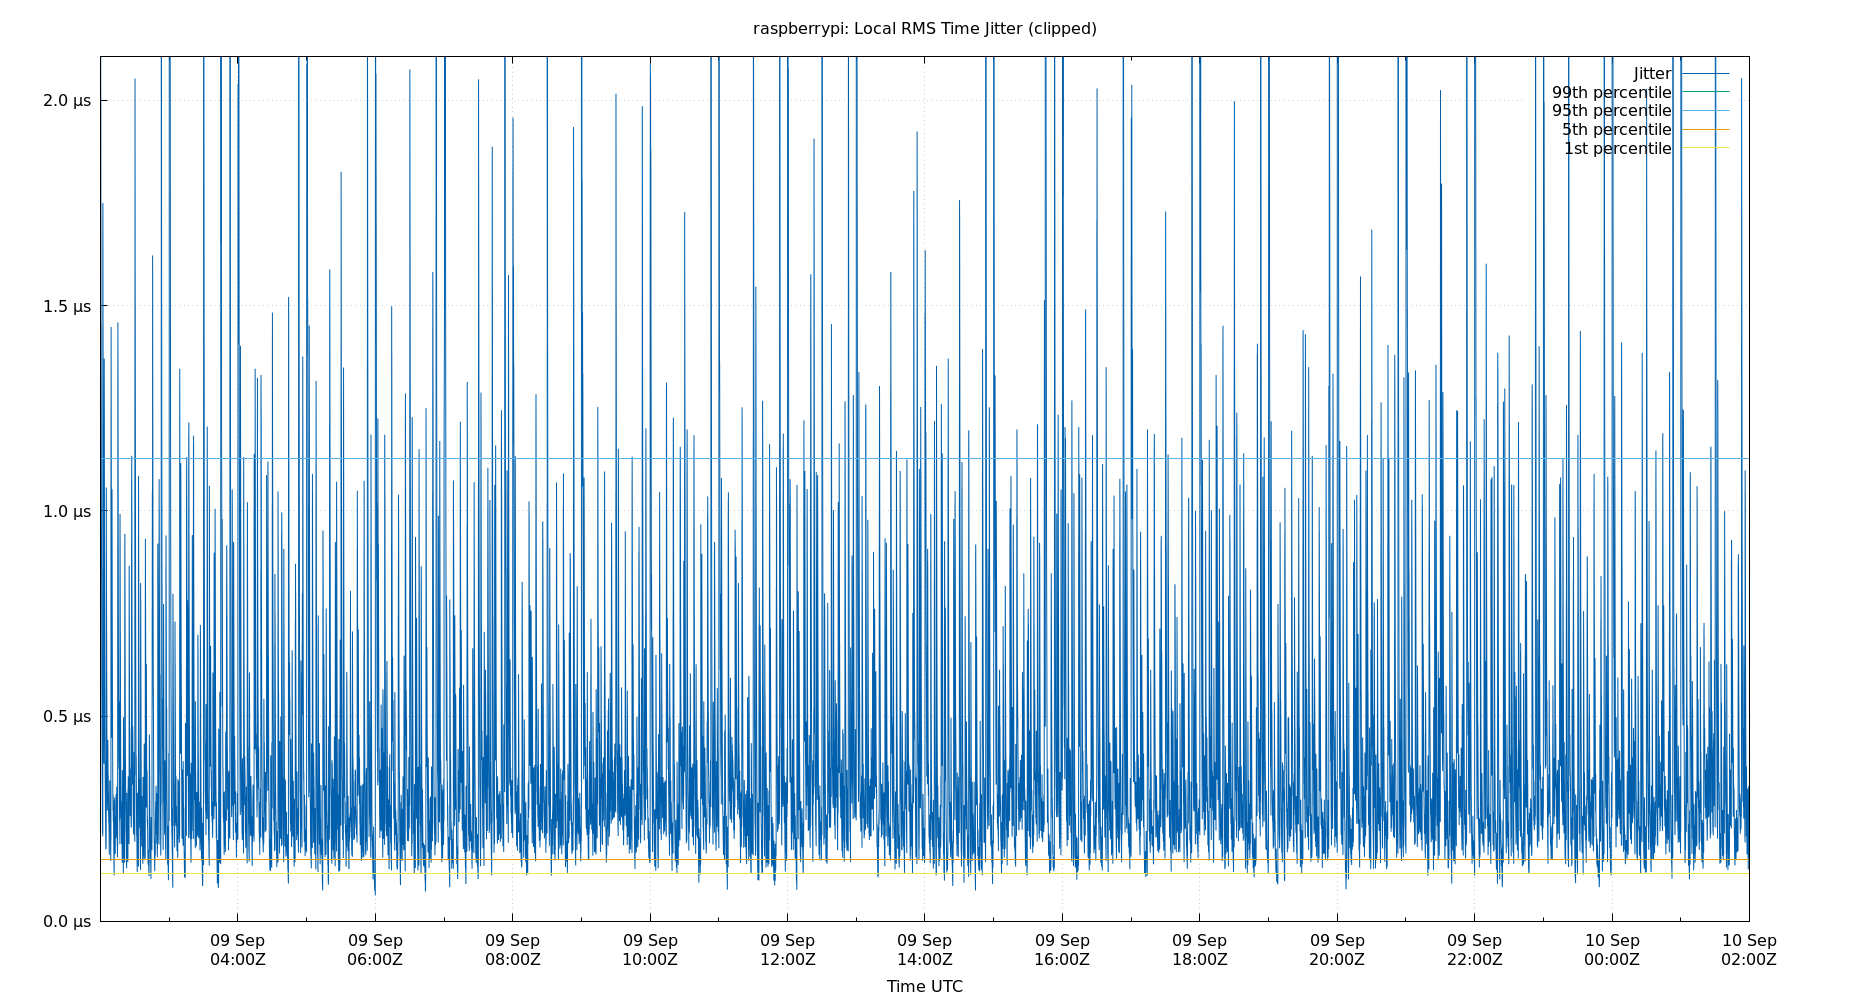 raspberrypi: Local RMS Time Jitter (clipped)
Jitter
99th percentile
95th percentile
5th percentile
1st percentile
2.0 µs
1.5 µs
1.0 µs
0.5 µs
0.0 µs
09 Sep 09 Sep 09 Sep 09 Sep 09 Sep 09 Sep 09 Sep 09 Sep 09 Sep 09 Sep 10 Sep 10 Sep
04:00Z 06:00Z 08:00Z 10:00Z 12:00Z 14:00Z 16:00Z 18:00Z 20:00Z 22:00Z 00:00Z 02:00Z
Time UTC